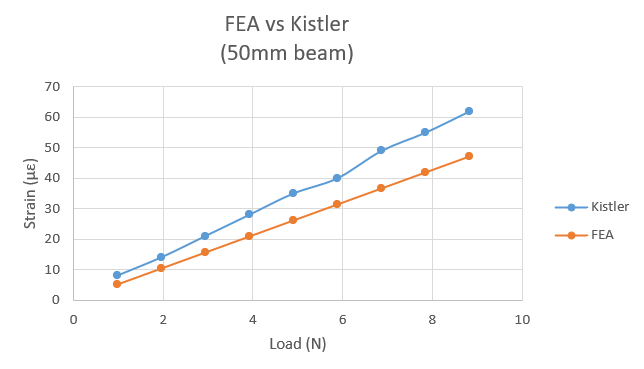 FEA vs Kistler
(50mm beam)
70
60
50
40
30
20
10
0
Strain (με)
0 2 4 6 8 10
Load (N)
Kistler
FEA